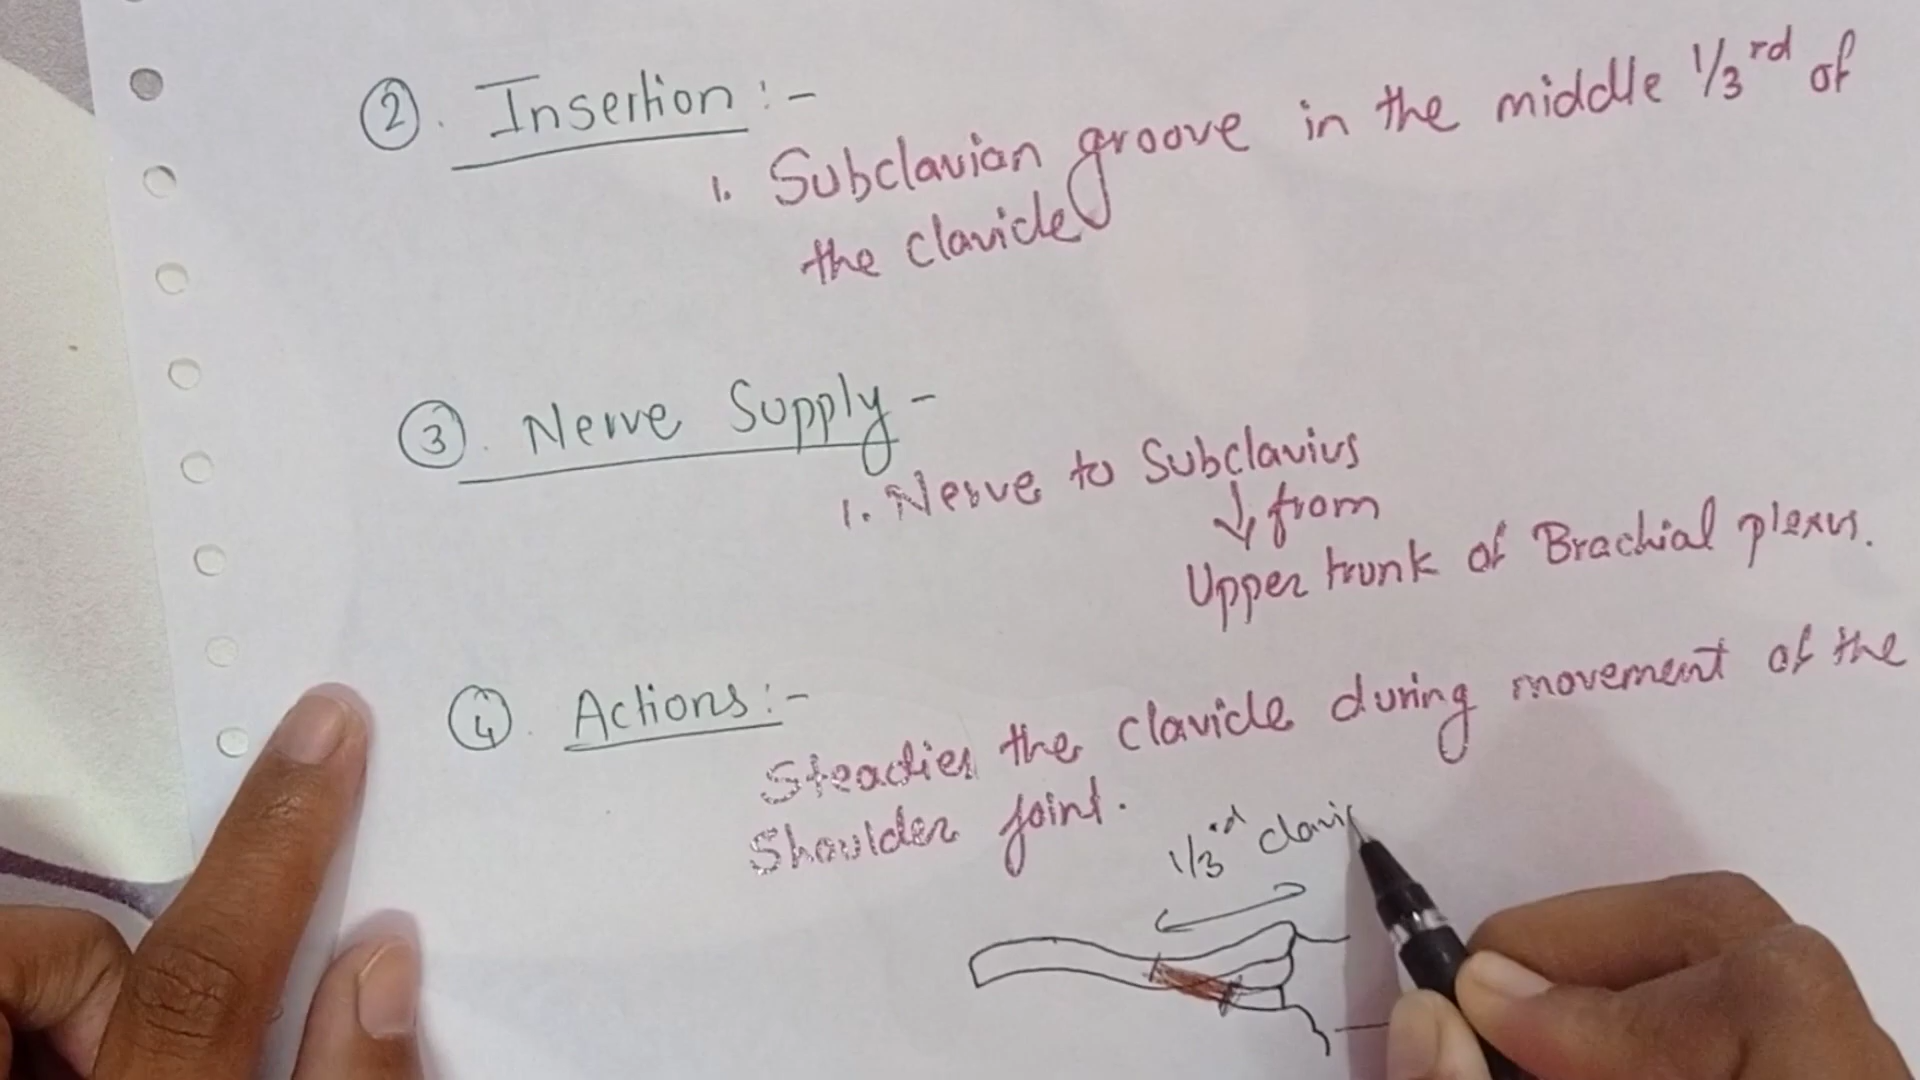 2. Insertion :-
1. Subclavian groove in the middle 1/3rd of
the clavicle
3. Nerve Supply -
1. Nerve to Subclavius
↓ from
Upper trunk of Brachial plexus.
4. Actions :-
Steadies the clavicle during movement of the
Shoulder joint.
1/3rd clavic